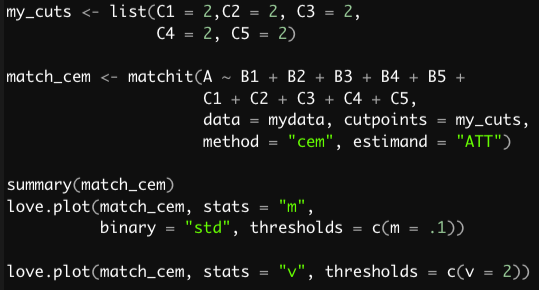 my_cuts <- list(C1 = 2,C2 = 2, C3 = 2,
C4 = 2, C5 = 2)
match_cem <- matchit(A ~ B1 + B2 + B3 + B4 + B5 +
C1 + C2 + C3 + C4 + C5,
data = mydata, cutpoints = my_cuts,
method = "cem", estimand = "ATT")
summary(match_cem)
love.plot(match_cem, stats = "m",
binary = "std", thresholds = c(m = .1))
love.plot(match_cem, stats = "v", thresholds = c(v = 2))